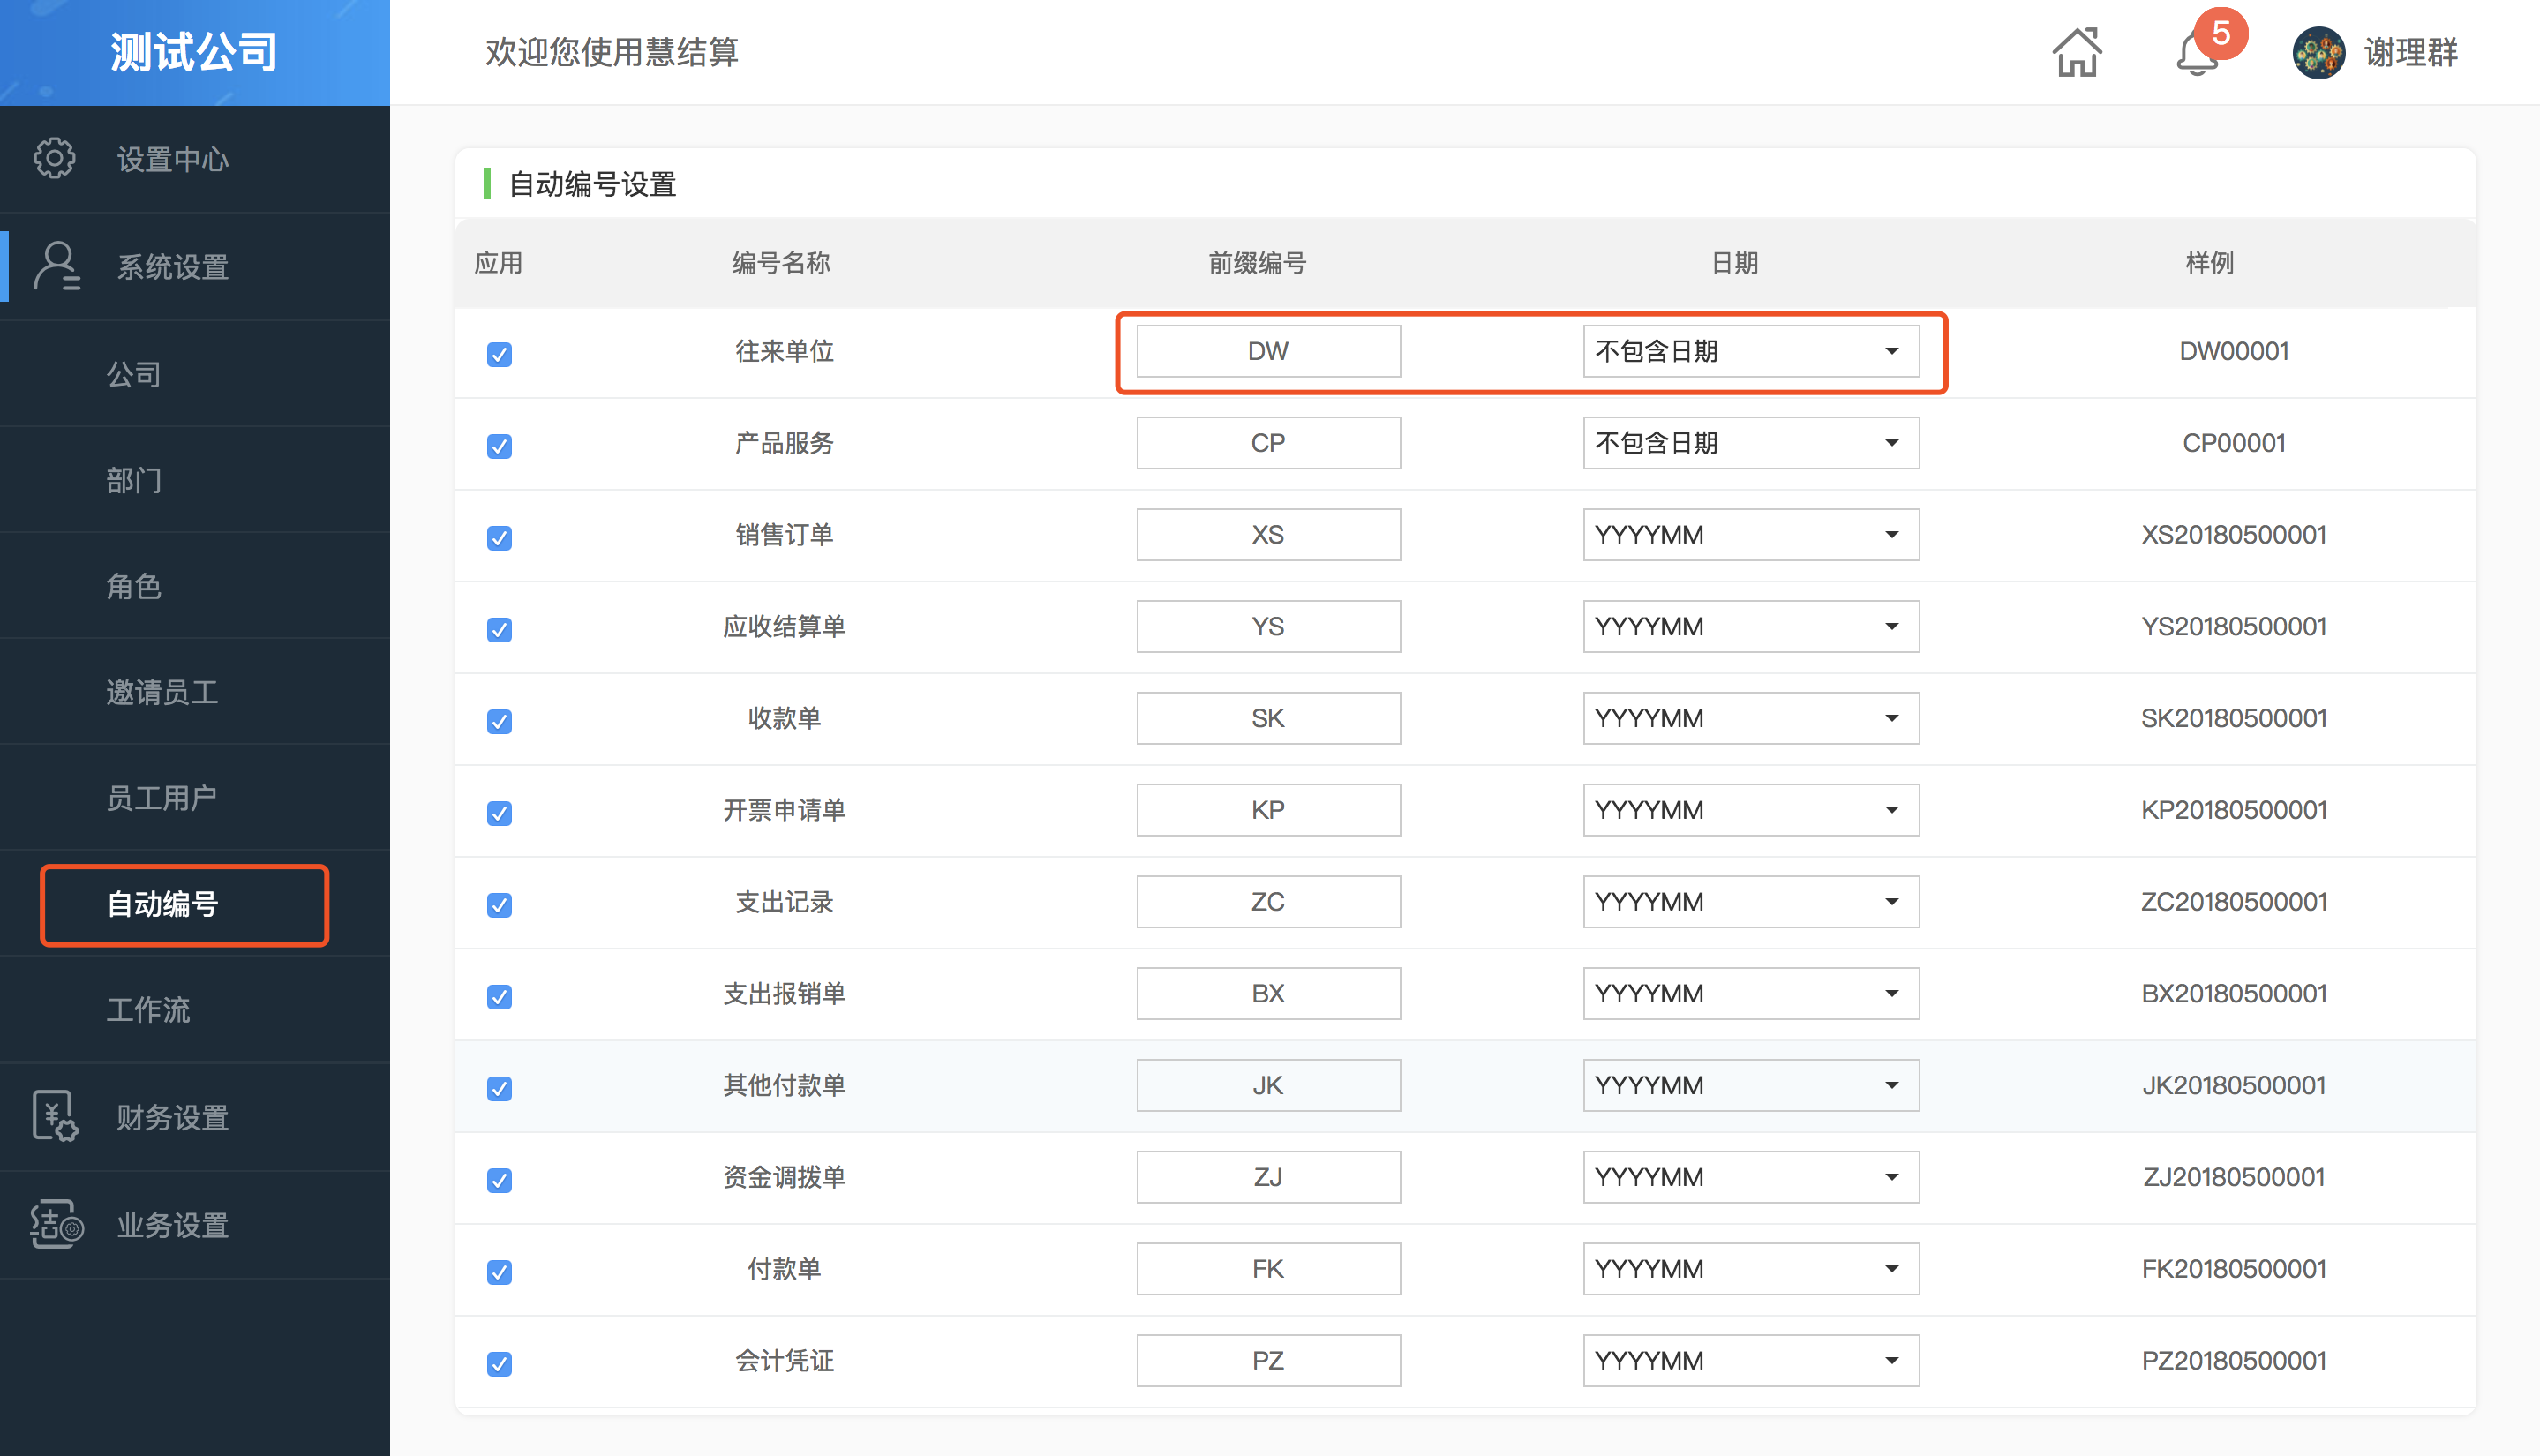 测试公司
欢迎您使用慧结算
5
谢理群
设置中心
系统设置
公司
部门
角色
邀请员工
员工用户
自动编号
工作流
财务设置
业务设置
自动编号设置
应用 编号名称 前缀编号 日期 样例
往来单位 DW 不包含日期 DW00001
产品服务 CP 不包含日期 CP00001
销售订单 XS YYYYMM XS20180500001
应收结算单 YS YYYYMM YS20180500001
收款单 SK YYYYMM SK20180500001
开票申请单 KP YYYYMM KP20180500001
支出记录 ZC YYYYMM ZC20180500001
支出报销单 BX YYYYMM BX20180500001
其他付款单 JK YYYYMM JK20180500001
资金调拨单 ZJ YYYYMM ZJ20180500001
付款单 FK YYYYMM FK20180500001
会计凭证 PZ YYYYMM PZ20180500001